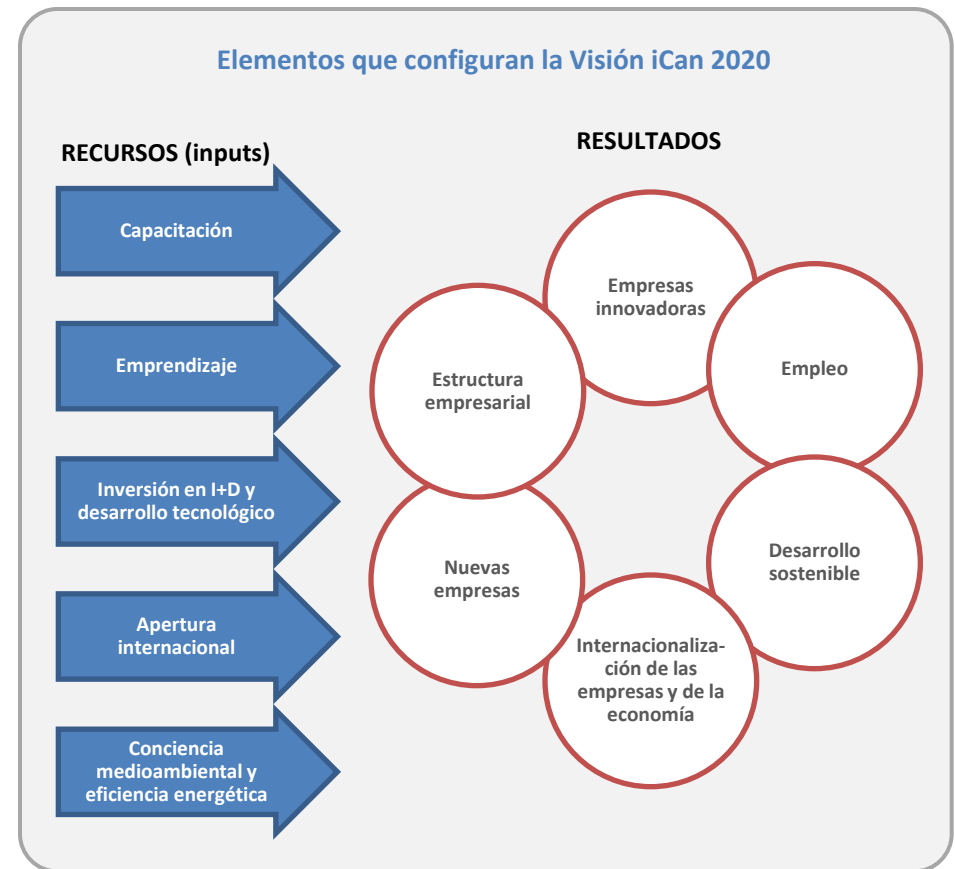 Elementos que configuran la Visión iCan 2020
RECURSOS (inputs)
Capacitación
Emprendizaje
Inversión en I+D y
desarrollo tecnológico
Apertura
internacional
Conciencia
medioambiental y
eficiencia energética
RESULTADOS
Empresas
innovadoras
Empleo
Desarrollo
sostenible
Internacionaliza-
ción de las
empresas y de la
economía
Nuevas
empresas
Estructura
empresarial